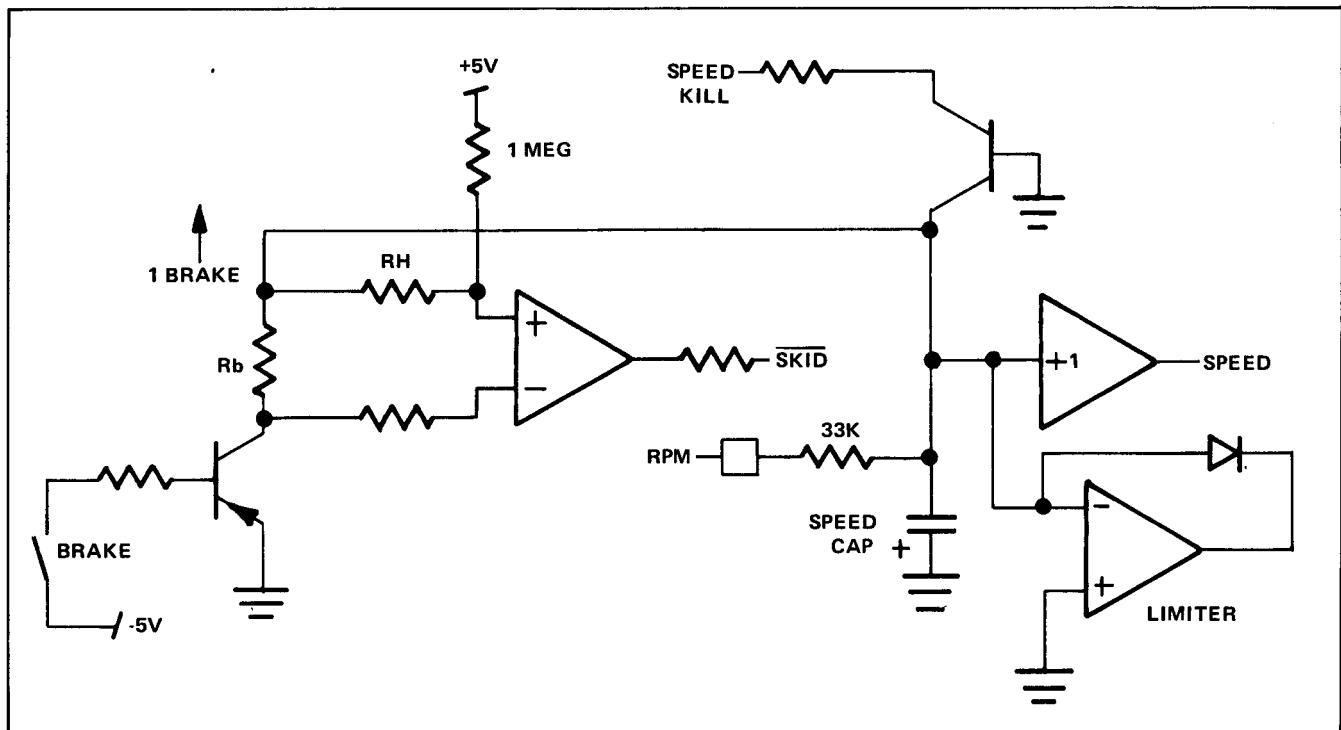 +5V
SPEED
KILL
1 MEG
1 BRAKE
RH
+
Rb
SKID
−
+1
SPEED
33K
RPM
SPEED
CAP
+
−
BRAKE
+
LIMITER
-5V